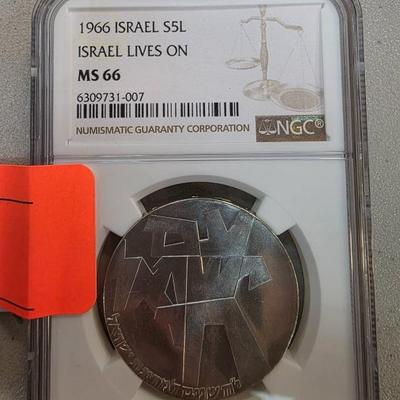 1966 ISRAEL S5L
ISRAEL LIVES ON
MS 66
6309731-007
NUMISMATIC GUARANTY CORPORATION NGC®